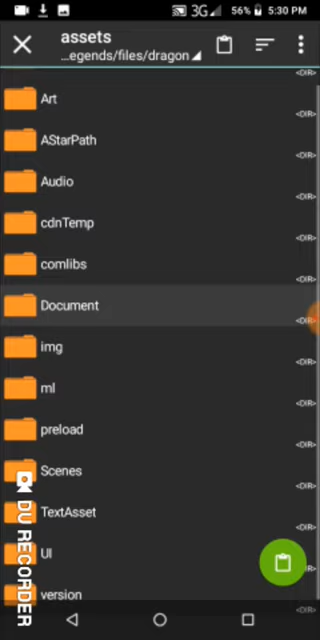 3G 56% 5:30 PM
assets
...egends/files/dragon
<DIR>
Art
<DIR>
AStarPath
<DIR>
Audio
<DIR>
cdnTemp
<DIR>
comlibs
<DIR>
Document
<DIR>
img
<DIR>
ml
<DIR>
preload
<DIR>
Scenes
<DIR>
TextAsset
<DIR>
UI
<DIR>
version
<DIR>
DU RECORDER